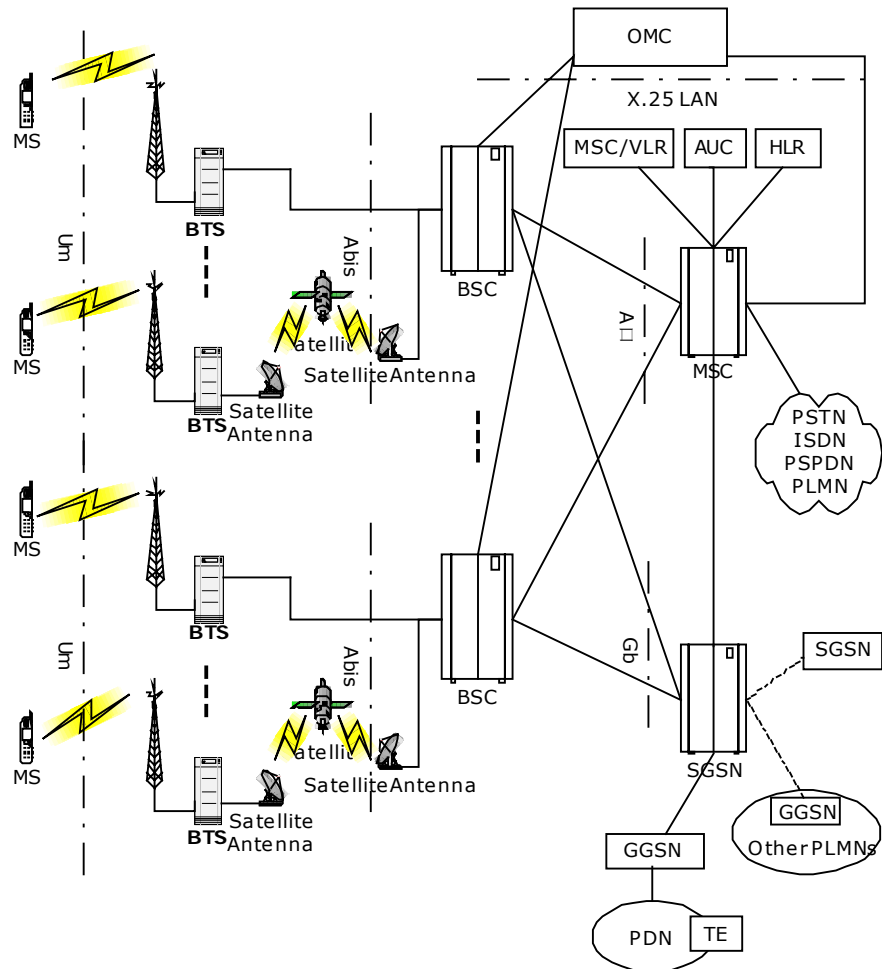 OMC
X.25 LAN
MS
MSC/VLR
AUC
HLR
BTS
Um
Abis
BSC
A □
MS
atellit
Satellite Antenna
MSC
BTS
Satellite
Antenna
PSTN
ISDN
PSPDN
PLMN
MS
BTS
Um
Abis
Gb
SGSN
BSC
MS
atellit
Satellite Antenna
SGSN
BTS
Satellite
Antenna
GGSN
Other PLMNs
GGSN
PDN
TE